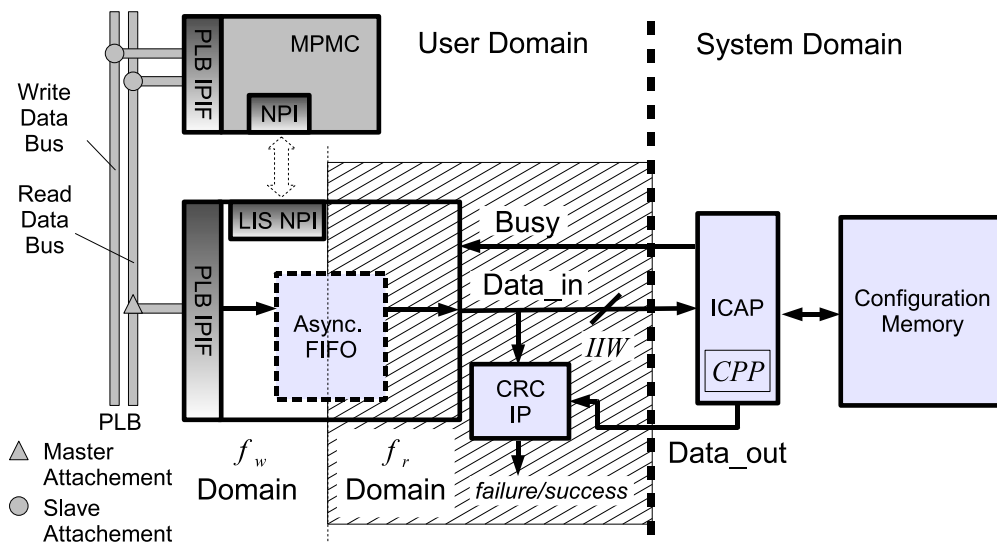 User Domain
System Domain
MPMC
PLB IPIF
NPI
Write
Data
Bus
Read
Data
Bus
LIS NPI
PLB IPIF
Async.
FIFO
Busy
Data_in
IIW
ICAP
CPP
Configuration
Memory
CRC
IP
Data_out
failure/success
PLB
Master
Attachement
Slave
Attachement
f_w
Domain
f_r
Domain